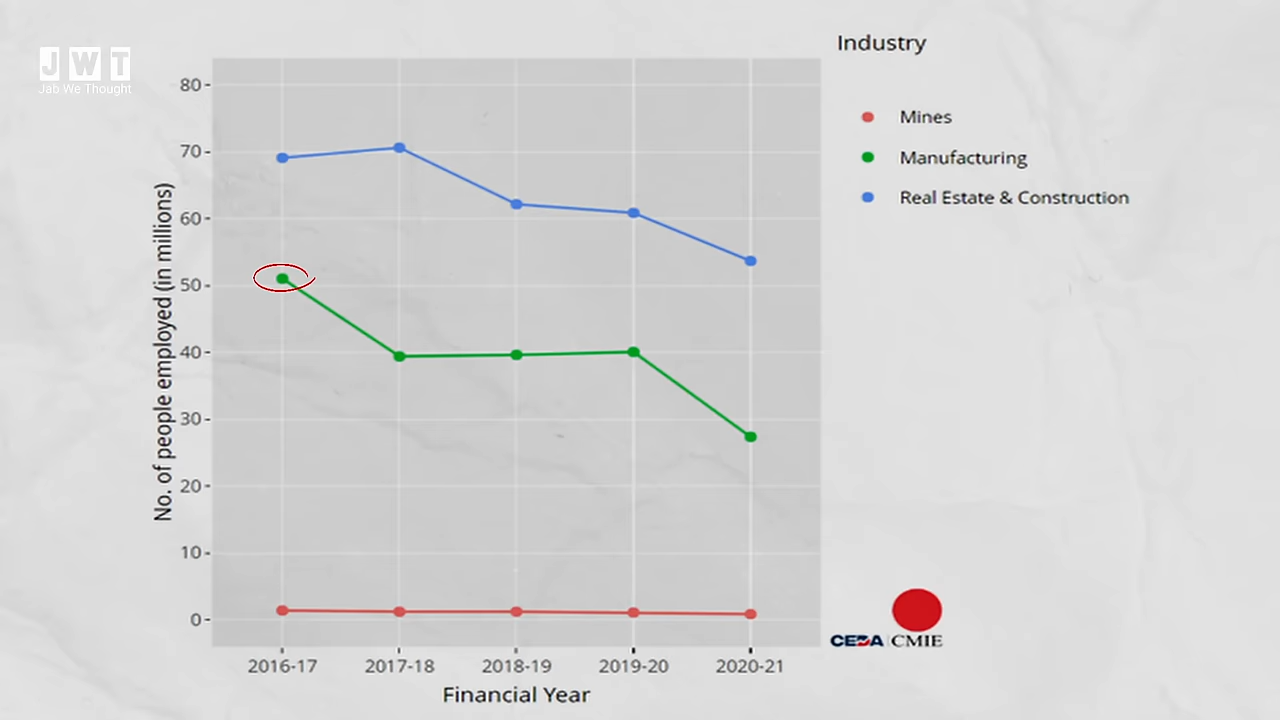 JWT
Jab We Thought
Industry
Mines
Manufacturing
Real Estate & Construction
No. of people employed (in millions)
80
70
60
50
40
30
20
10
0
2016-17 2017-18 2018-19 2019-20 2020-21
Financial Year
CEDA | CMIE